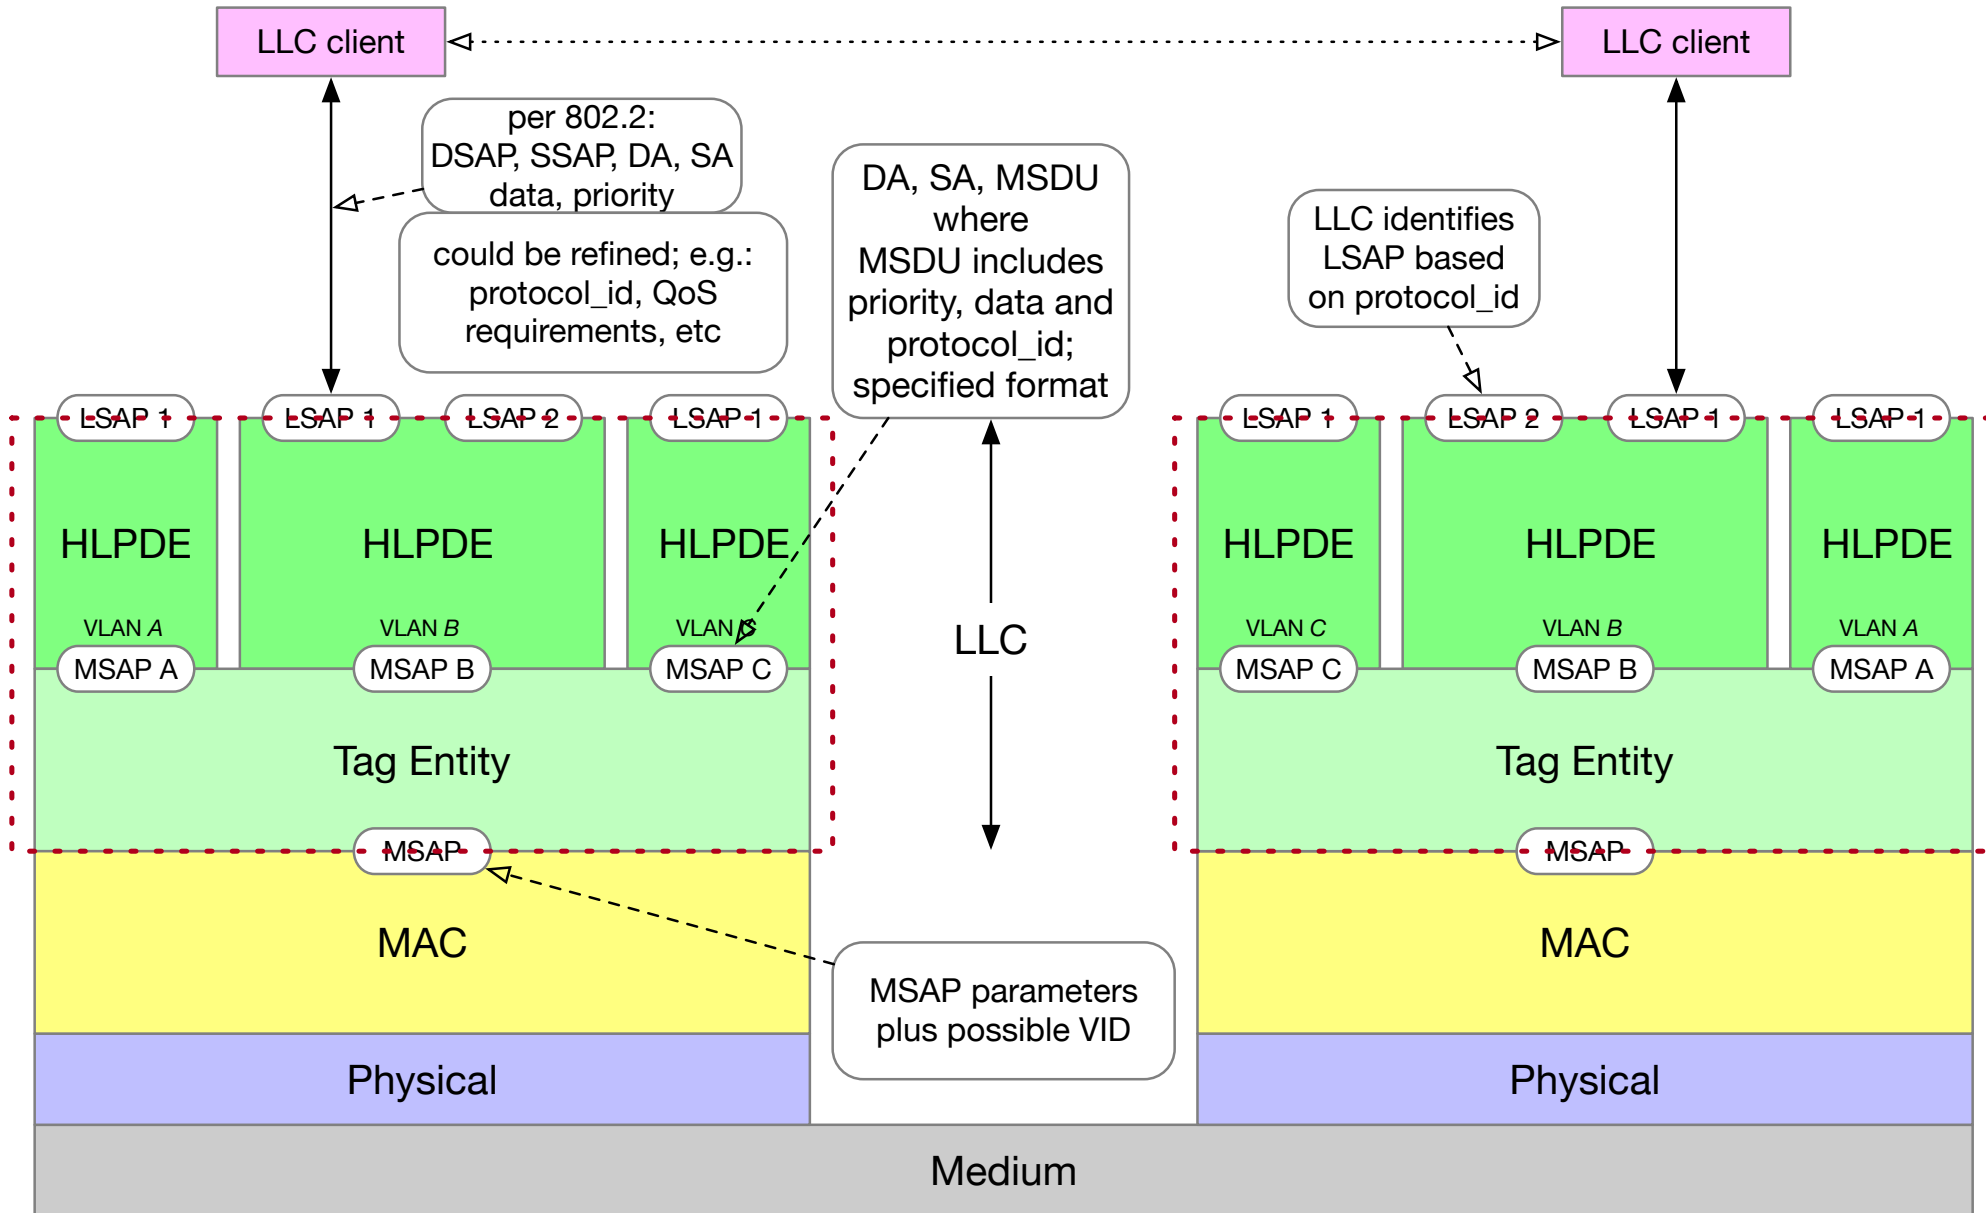 LLC client
LLC client
per 802.2:
DSAP, SSAP, DA, SA
data, priority
could be refined; e.g.:
protocol_id, QoS
requirements, etc
DA, SA, MSDU
where
MSDU includes
priority, data and
protocol_id;
specified format
LLC identifies
LSAP based
on protocol_id
LSAP 1
LSAP 1
LSAP 2
LSAP 1
LSAP 1
LSAP 2
LSAP 1
LSAP 1
HLPDE
HLPDE
HLPDE
HLPDE
HLPDE
HLPDE
VLAN A
VLAN B
VLAN C
LLC
VLAN C
VLAN B
VLAN A
MSAP A
MSAP B
MSAP C
MSAP C
MSAP B
MSAP A
Tag Entity
Tag Entity
MSAP
MSAP
MAC
MAC
MSAP parameters
plus possible VID
Physical
Physical
Medium